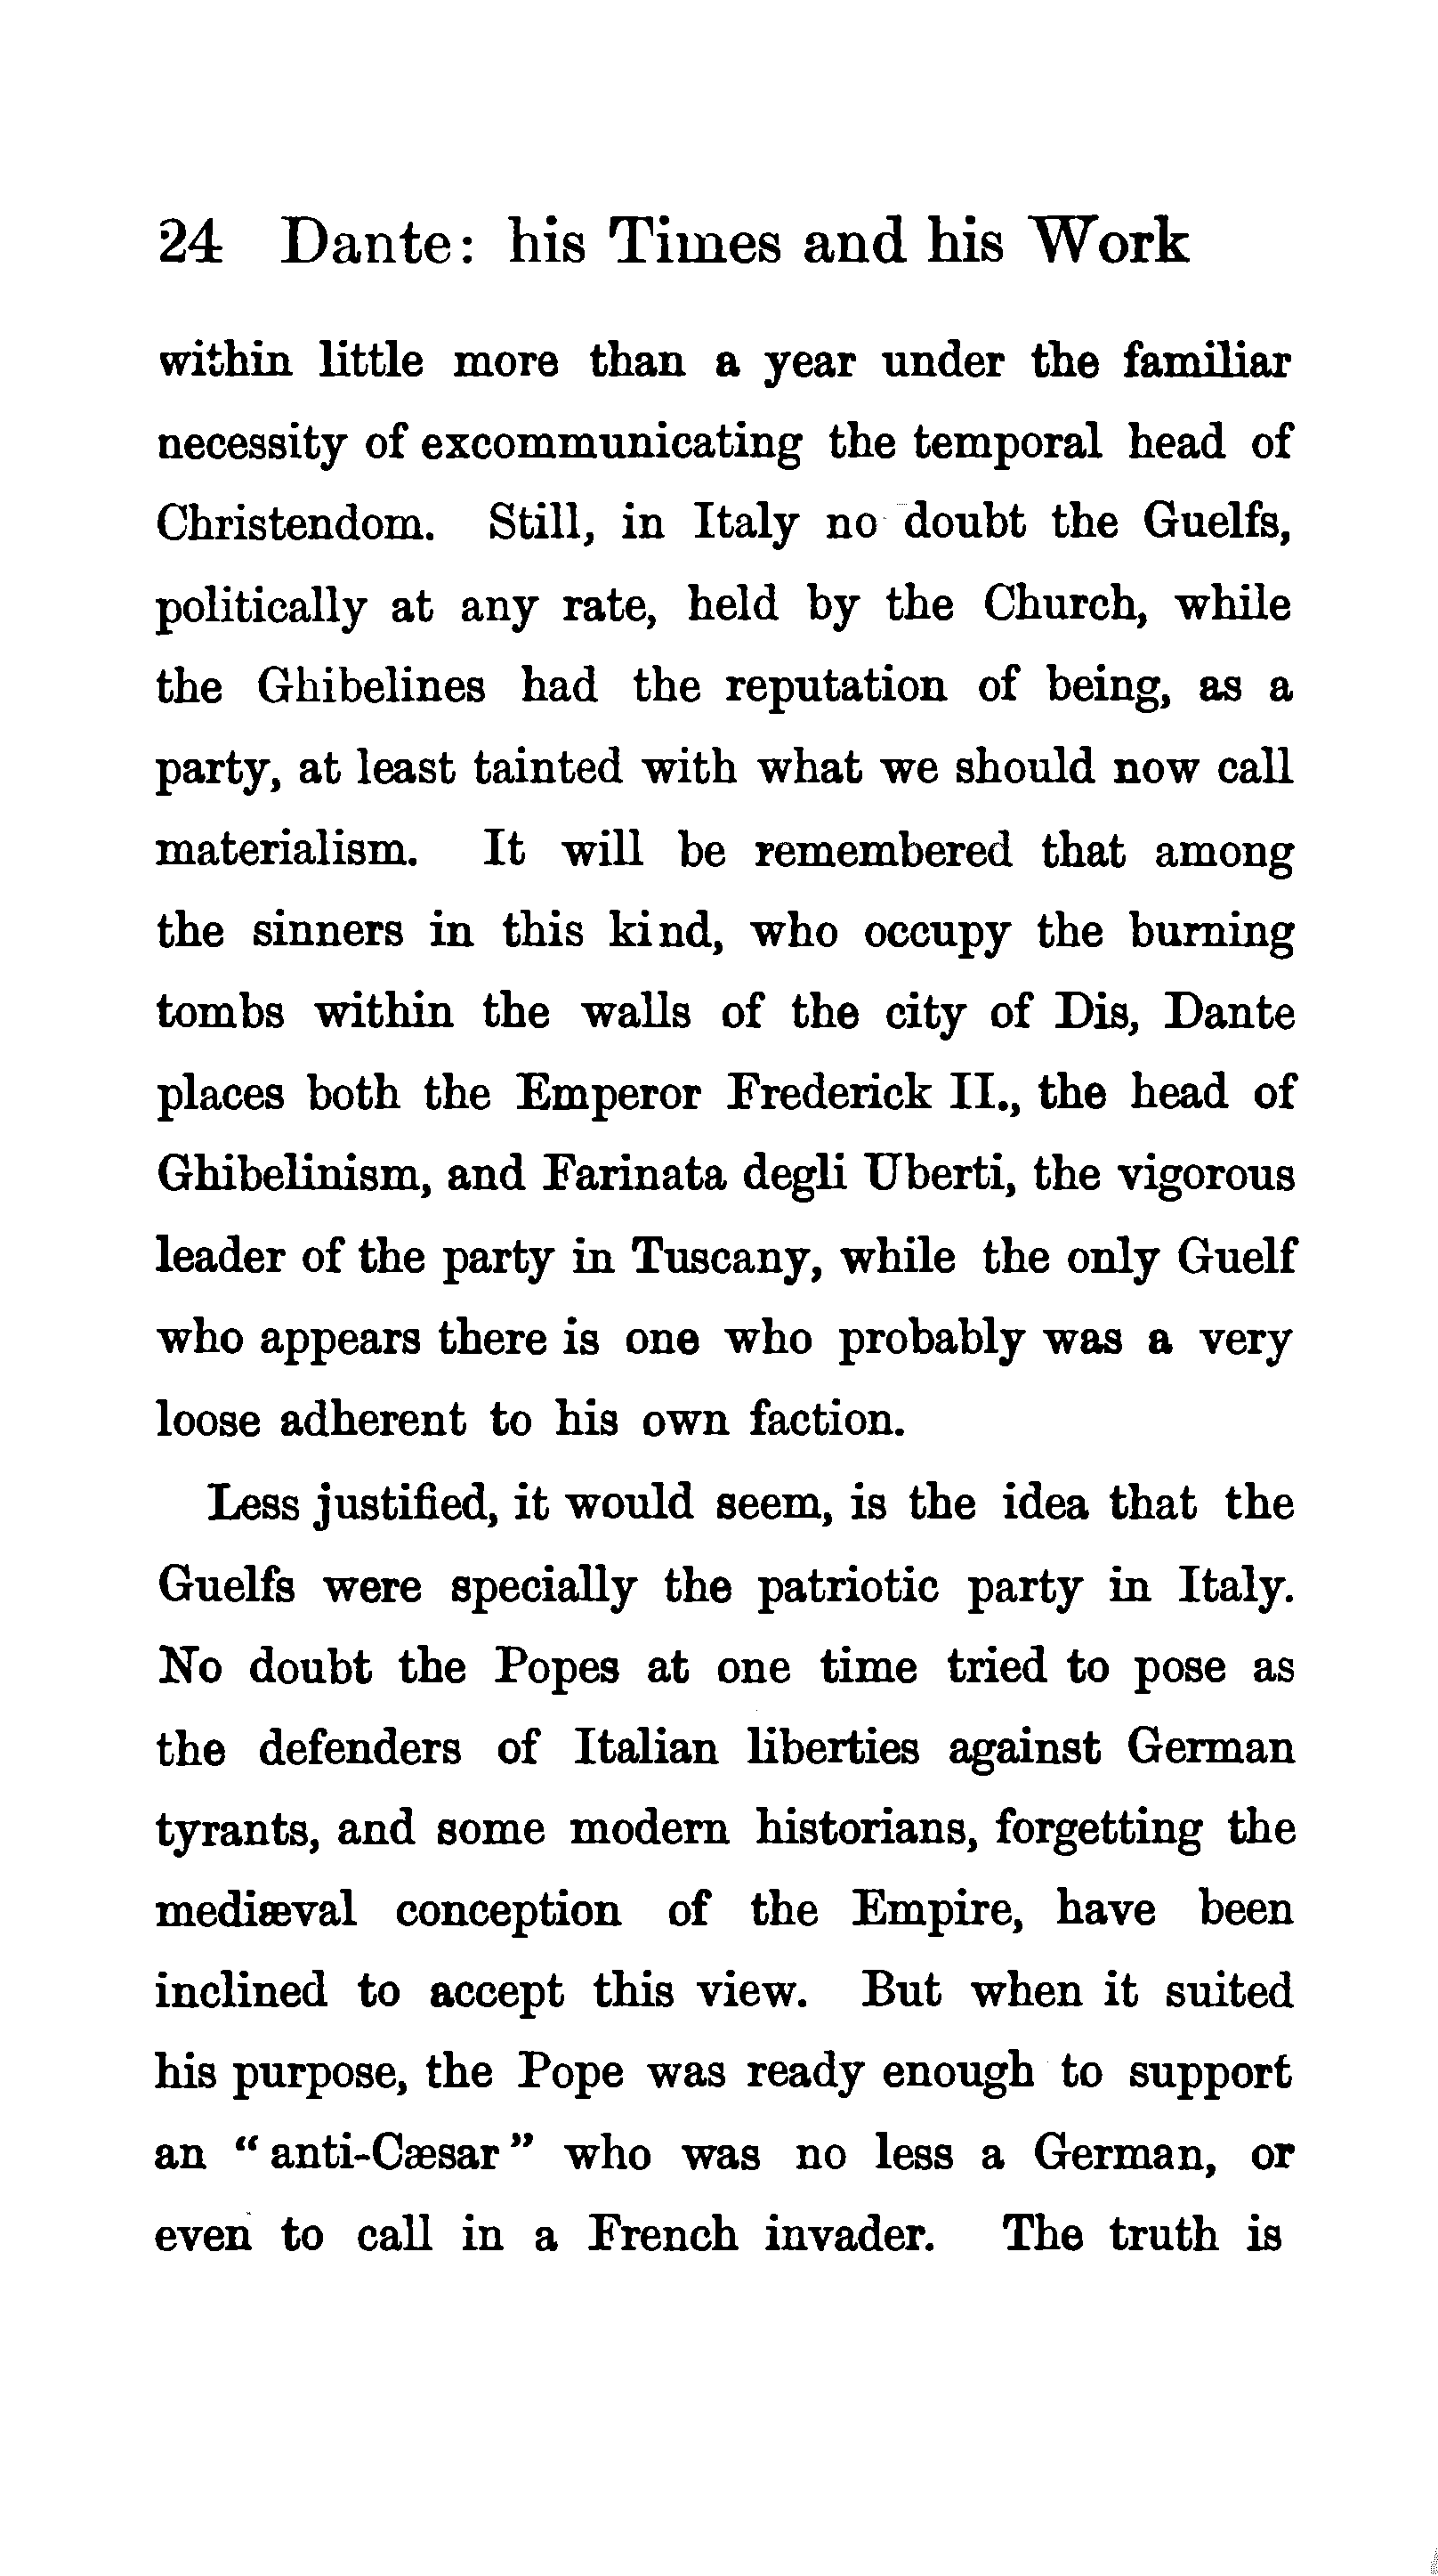 24 Dante: his Times and his Work
within little more than a year under the familiar
necessity of excommunicating the temporal head of
Christendom. Still, in Italy no doubt the Guelfs,
politically at any rate, held by the Church, while
the Ghibelines had the reputation of being, as a
party, at least tainted with what we should now call
materialism. It will be remembered that among
the sinners in this kind, who occupy the burning
tombs within the walls of the city of Dis, Dante
places both the Emperor Frederick II., the head of
Ghibelinism, and Farinata degli Uberti, the vigorous
leader of the party in Tuscany, while the only Guelf
who appears there is one who probably was a very
loose adherent to his own faction.
Less justified, it would seem, is the idea that the
Guelfs were specially the patriotic party in Italy.
No doubt the Popes at one time tried to pose as
the defenders of Italian liberties against German
tyrants, and some modern historians, forgetting the
mediæval conception of the Empire, have been
inclined to accept this view. But when it suited
his purpose, the Pope was ready enough to support
an “anti-Cæsar” who was no less a German, or
even to call in a French invader. The truth is